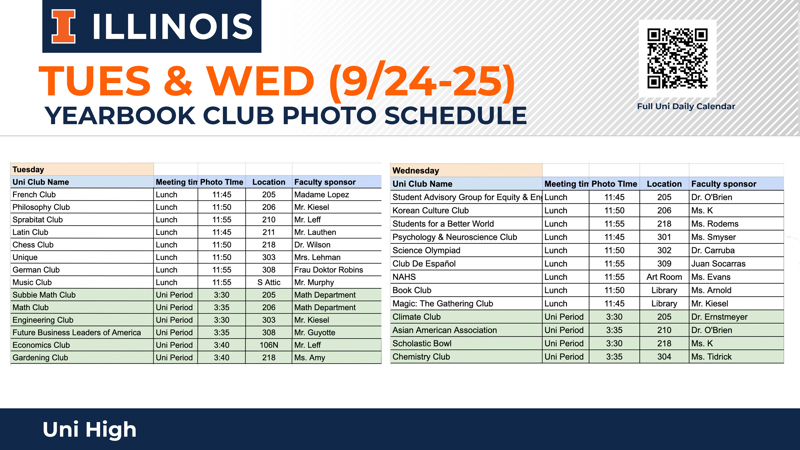 ILLINOIS
TUES & WED (9/24-25)
YEARBOOK CLUB PHOTO SCHEDULE
Full Uni Daily Calendar
Tuesday
Uni Club Name Meeting tin Photo TIme Location Faculty sponsor
French Club Lunch 11:45 205 Madame Lopez
Philosophy Club Lunch 11:50 206 Mr. Kiesel
Sprabitat Club Lunch 11:55 210 Mr. Leff
Latin Club Lunch 11:45 211 Mr. Lauthen
Chess Club Lunch 11:50 218 Dr. Wilson
Unique Lunch 11:50 303 Mrs. Lehman
German Club Lunch 11:55 308 Frau Doktor Robins
Music Club Lunch 11:55 S Attic Mr. Murphy
Subbie Math Club Uni Period 3:30 205 Math Department
Math Club Uni Period 3:35 206 Math Department
Engineering Club Uni Period 3:30 303 Mr. Kiesel
Future Business Leaders of America Uni Period 3:35 308 Mr. Guyotte
Economics Club Uni Period 3:40 106N Mr. Leff
Gardening Club Uni Period 3:40 218 Ms. Amy
Wednesday
Uni Club Name Meeting tin Photo TIme Location Faculty sponsor
Student Advisory Group for Equity & En Lunch 11:45 205 Dr. O'Brien
Korean Culture Club Lunch 11:50 206 Ms. K
Students for a Better World Lunch 11:55 218 Ms. Rodems
Psychology & Neuroscience Club Lunch 11:45 301 Ms. Smyser
Science Olympiad Lunch 11:50 302 Dr. Carruba
Club De Español Lunch 11:55 309 Juan Socarras
NAHS Lunch 11:55 Art Room Ms. Evans
Book Club Lunch 11:50 Library Ms. Arnold
Magic: The Gathering Club Lunch 11:45 Library Mr. Kiesel
Climate Club Uni Period 3:30 205 Dr. Ernstmeyer
Asian American Association Uni Period 3:35 210 Dr. O'Brien
Scholastic Bowl Uni Period 3:30 218 Ms. K
Chemistry Club Uni Period 3:35 304 Ms. Tidrick
Uni High